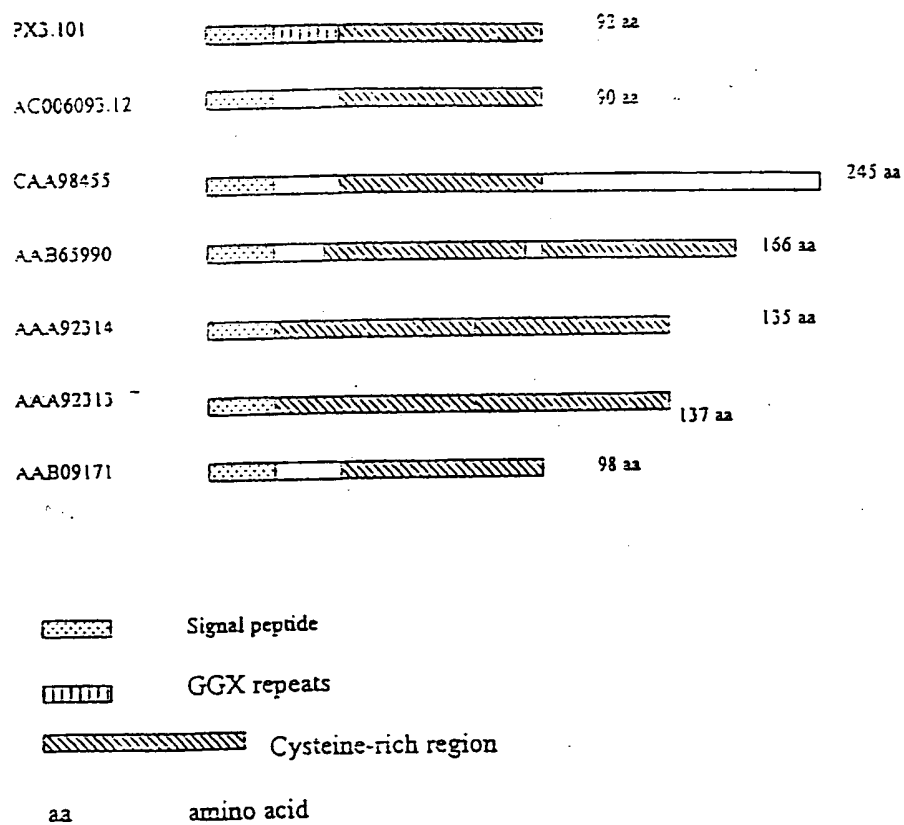 PX3.101 92 aa
AC006093.12 90 aa
CAA98455 245 aa
AAB65990 166 aa
AAA92314 135 aa
AAA92313 137 aa
AAB09171 98 aa
Signal peptide
GGX repeats
Cysteine-rich region
aa amino acid